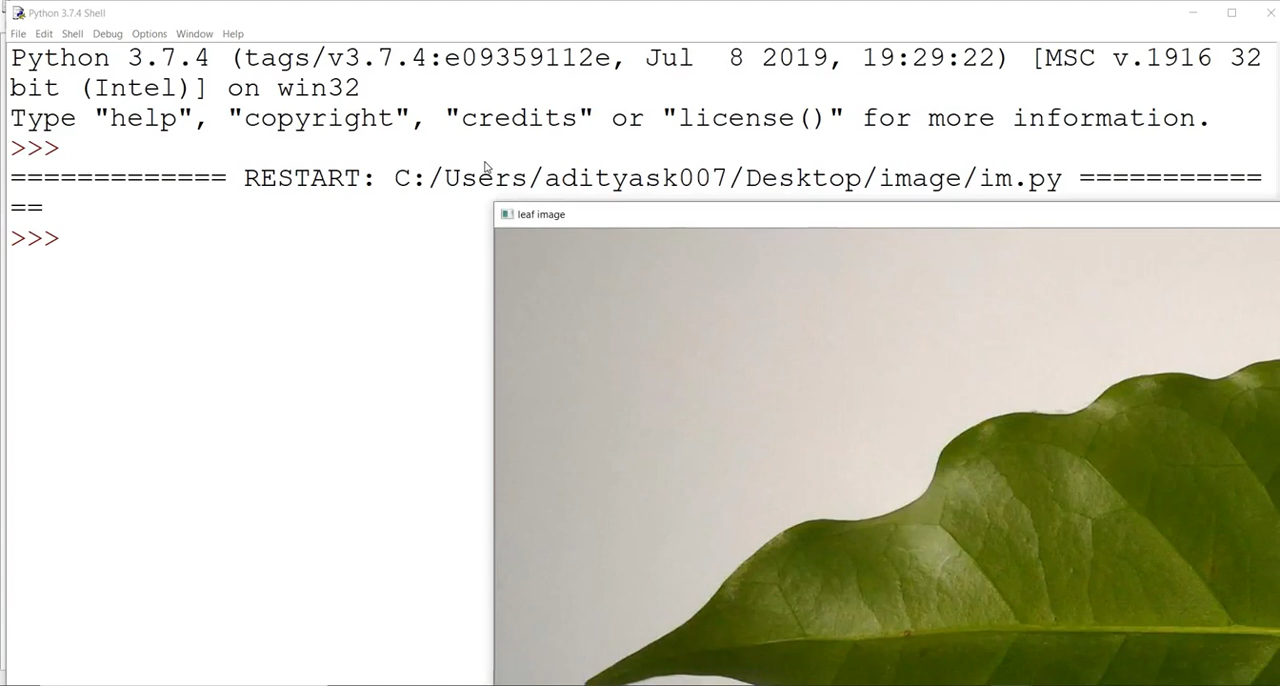 Python 3.7.4 Shell
File Edit Shell Debug Options Window Help
Python 3.7.4 (tags/v3.7.4:e09359112e, Jul  8 2019, 19:29:22) [MSC v.1916 32
bit (Intel)] on win32
Type "help", "copyright", "credits" or "license()" for more information.
>>>
============= RESTART: C:/Users/adityask007/Desktop/image/im.py ===========
==
>>>
leaf image